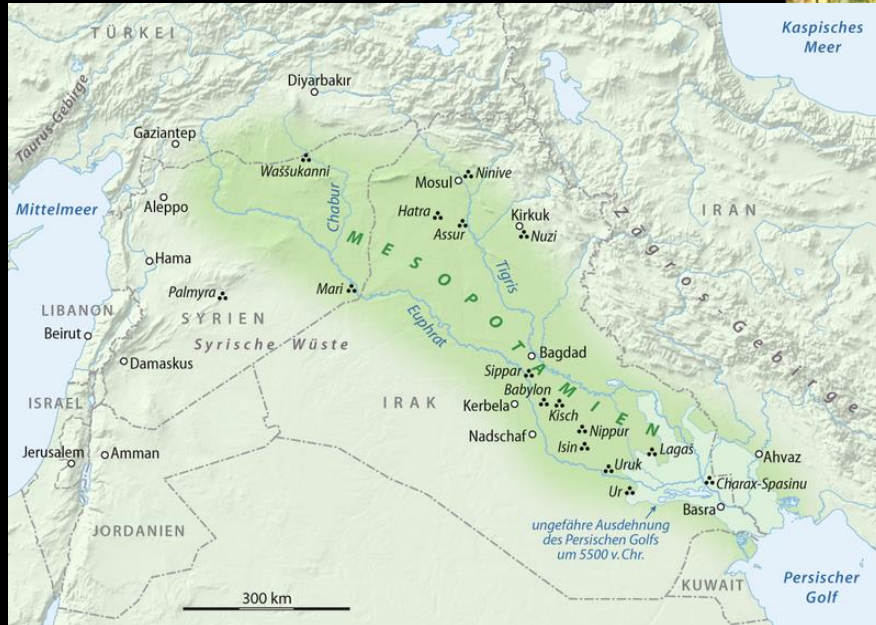 Kaspisches
Meer
TÜRKEI
Diyarbakır
Taurus-Gebirge
Gaziantep
Waššukanni
Mosul
Ninive
Mittelmeer
Aleppo
Chabur
Hatra
Assur
Kirkuk
Nuzi
IRAN
Zāgros-Gebirge
Hama
MESOPOTAMIEN
Palmyra
Mari
Tigris
SYRIEN
Syrische Wüste
Euphrat
LIBANON
Beirut
Damaskus
Bagdad
Sippar
ISRAEL
IRAK
Babylon
Kerbela
Kisch
Nadschaf
Nippur
Isin
Lagaš
Jerusalem
Amman
Ahvaz
Uruk
Ur
Charax-Spasinu
Basra
JORDANIEN
ungefähre Ausdehnung
des Persischen Golfs
um 5500 v. Chr.
KUWAIT
Persischer
Golf
300 km